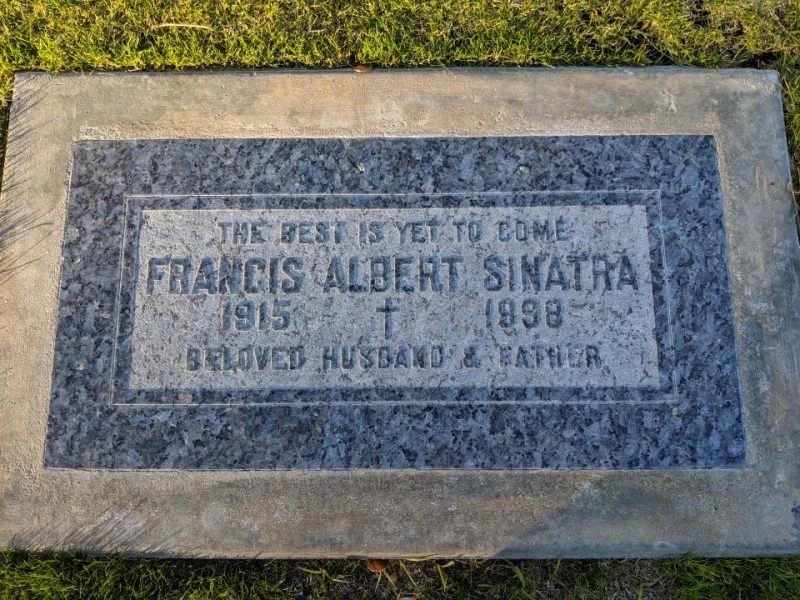 THE BEST IS YET TO COME
FRANCIS ALBERT SINATRA
1915 † 1998
BELOVED HUSBAND & FATHER